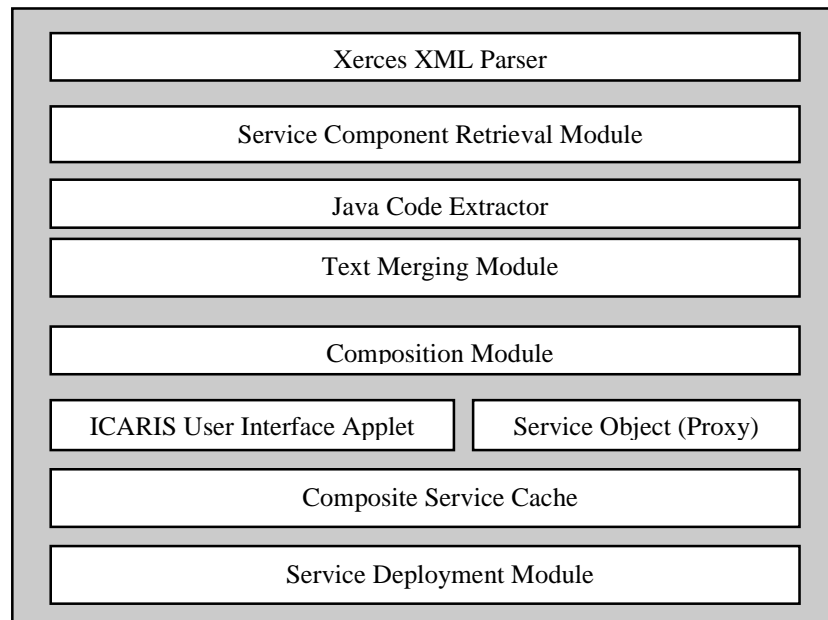 Xerces XML Parser
Service Component Retrieval Module
Java Code Extractor
Text Merging Module
Composition Module
ICARIS User Interface Applet
Service Object (Proxy)
Composite Service Cache
Service Deployment Module